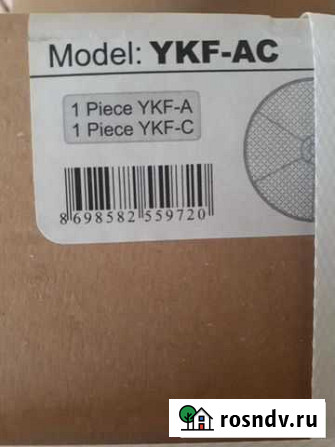 Model: YKF-AC
1 Piece YKF-A
1 Piece YKF-C
8 698582 559720
rosndv.ru